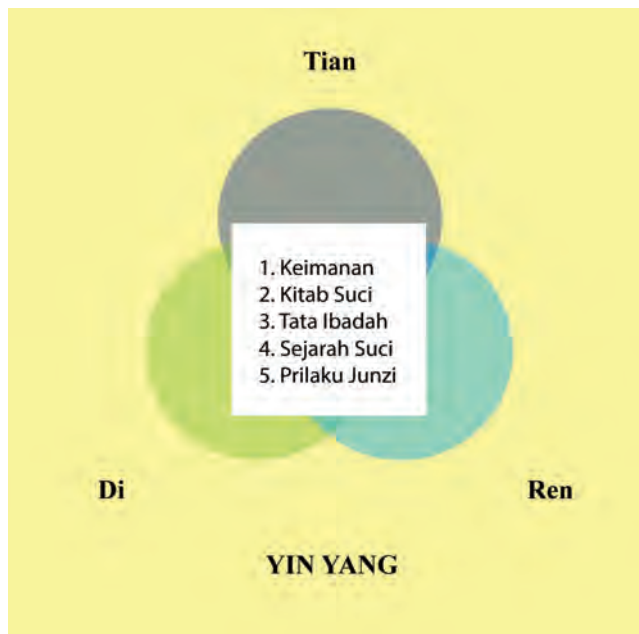 Tian
1. Keimanan
2. Kitab Suci
3. Tata Ibadah
4. Sejarah Suci
5. Prilaku Junzi
Di
Ren
YIN YANG